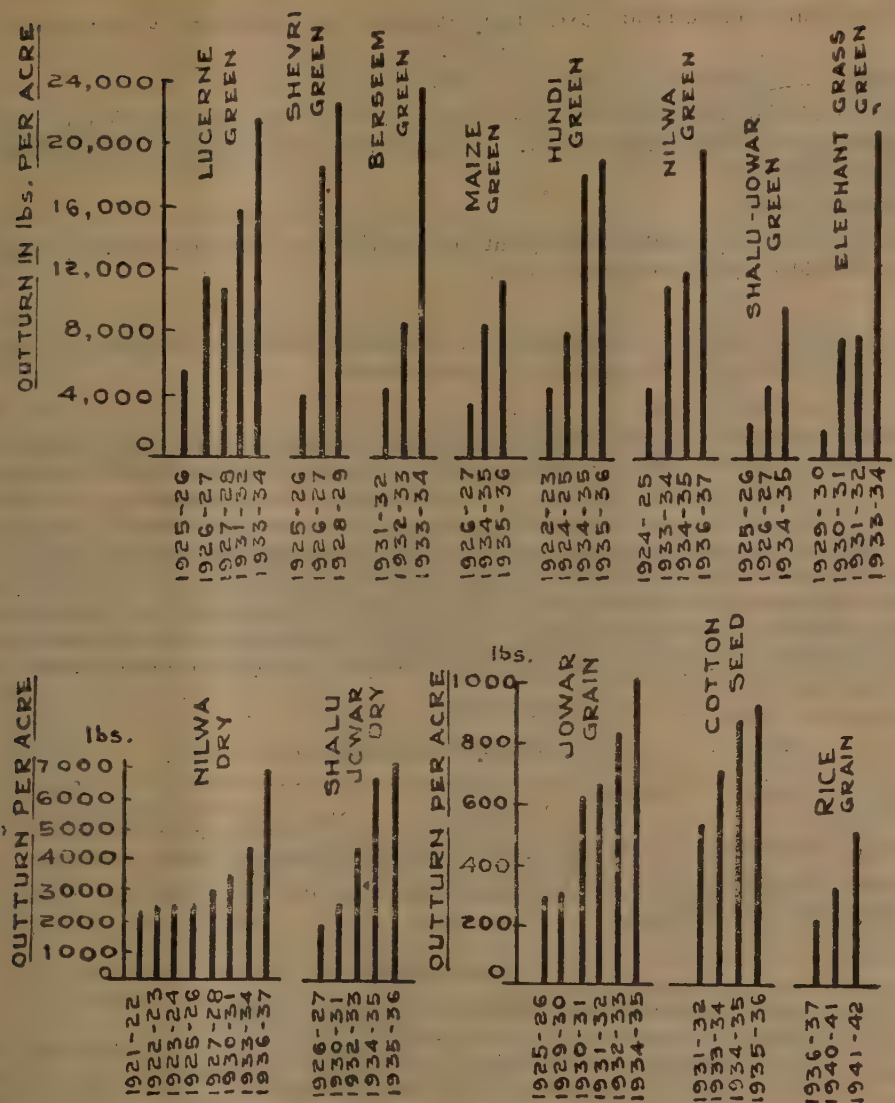 OUTTURN IN lbs. PER ACRE
24,000
20,000
16,000
12,000
8,000
4,000
0
LUCERNE
GREEN
1925-26
1926-27
1927-28
1931-32
1933-34
SHEVRI
GREEN
1925-26
1926-27
1928-29
BERSEEM
GREEN
1931-32
1932-33
1933-34
MAIZE
GREEN
1926-27
1934-35
1935-36
HUNDI
GREEN
1922-23
1924-25
1934-35
1935-36
NILWA
GREEN
1924-25
1933-34
1934-35
1936-37
SHALU-JOWAR
GREEN
1925-26
1926-27
1934-35
ELEPHANT GRASS
GREEN
1929-30
1930-31
1931-32
1933-34
OUTTURN PER ACRE
lbs.
7000
6000
5000
4000
3000
2000
1000
0
NILWA
DRY
1921-22
1922-23
1923-24
1925-26
1927-28
1930-31
1933-34
1936-37
SHALU
JOWAR
DRY
1926-27
1930-31
1932-33
1934-35
1935-36
OUTTURN PER ACRE
lbs.
1000
800
600
400
200
0
JOWAR
GRAIN
1925-26
1929-30
1930-31
1931-32
1932-33
1934-35
COTTON
SEED
1931-32
1933-34
1934-35
1935-36
RICE
GRAIN
1936-37
1940-41
1941-42